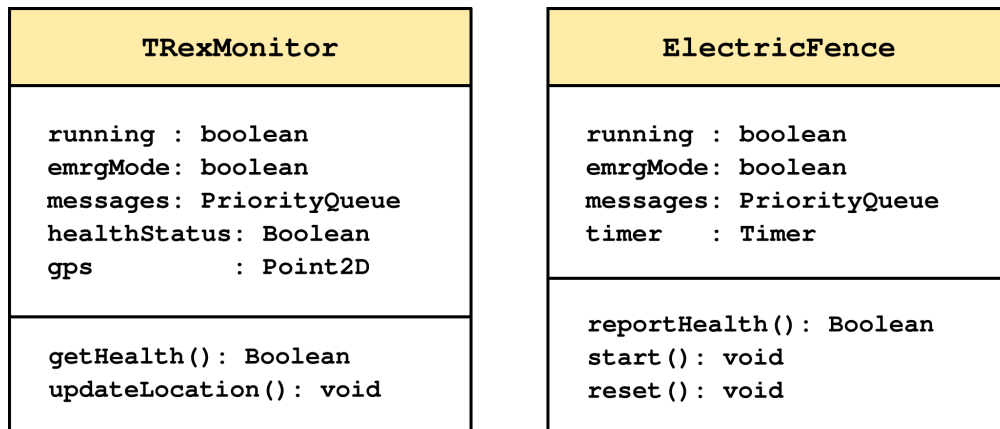 TRexMonitor
running : boolean
emrgMode: boolean
messages: PriorityQueue
healthStatus: Boolean
gps : Point2D
getHealth(): Boolean
updateLocation(): void
ElectricFence
running : boolean
emrgMode: boolean
messages: PriorityQueue
timer : Timer
reportHealth(): Boolean
start(): void
reset(): void